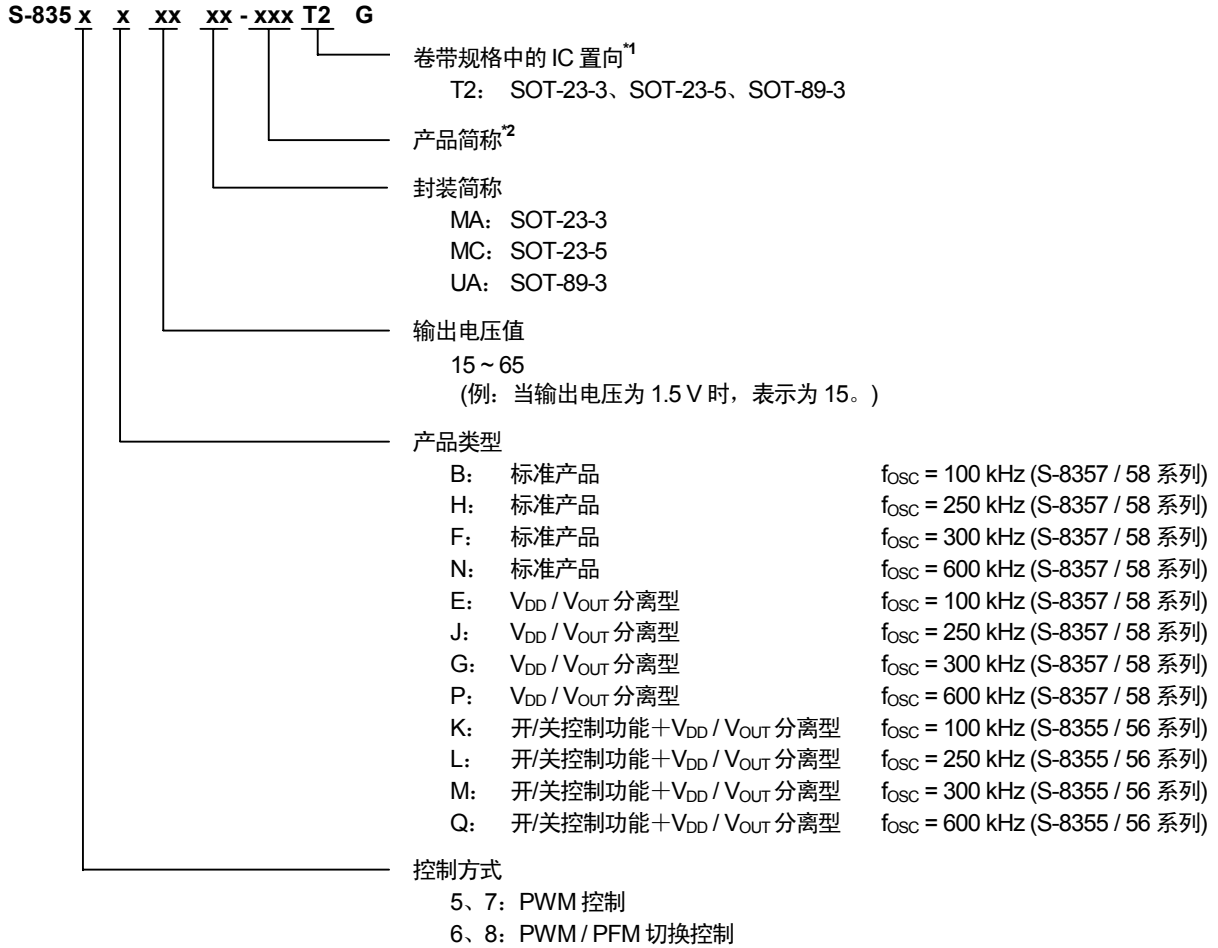 S-835 x x xx xx - xxx T2 G
卷带规格中的 IC 置向*1
T2： SOT-23-3、SOT-23-5、SOT-89-3
产品简称*2
封装简称
MA： SOT-23-3
MC： SOT-23-5
UA： SOT-89-3
输出电压值
15 ~ 65
(例：当输出电压为 1.5 V 时，表示为 15。)
产品类型
B： 标准产品 fOSC = 100 kHz (S-8357 / 58 系列)
H： 标准产品 fOSC = 250 kHz (S-8357 / 58 系列)
F： 标准产品 fOSC = 300 kHz (S-8357 / 58 系列)
N： 标准产品 fOSC = 600 kHz (S-8357 / 58 系列)
E： VDD / VOUT 分离型 fOSC = 100 kHz (S-8357 / 58 系列)
J： VDD / VOUT 分离型 fOSC = 250 kHz (S-8357 / 58 系列)
G： VDD / VOUT 分离型 fOSC = 300 kHz (S-8357 / 58 系列)
P： VDD / VOUT 分离型 fOSC = 600 kHz (S-8357 / 58 系列)
K： 开/关控制功能＋VDD / VOUT 分离型 fOSC = 100 kHz (S-8355 / 56 系列)
L： 开/关控制功能＋VDD / VOUT 分离型 fOSC = 250 kHz (S-8355 / 56 系列)
M： 开/关控制功能＋VDD / VOUT 分离型 fOSC = 300 kHz (S-8355 / 56 系列)
Q： 开/关控制功能＋VDD / VOUT 分离型 fOSC = 600 kHz (S-8355 / 56 系列)
控制方式
5、7：PWM 控制
6、8：PWM / PFM 切换控制